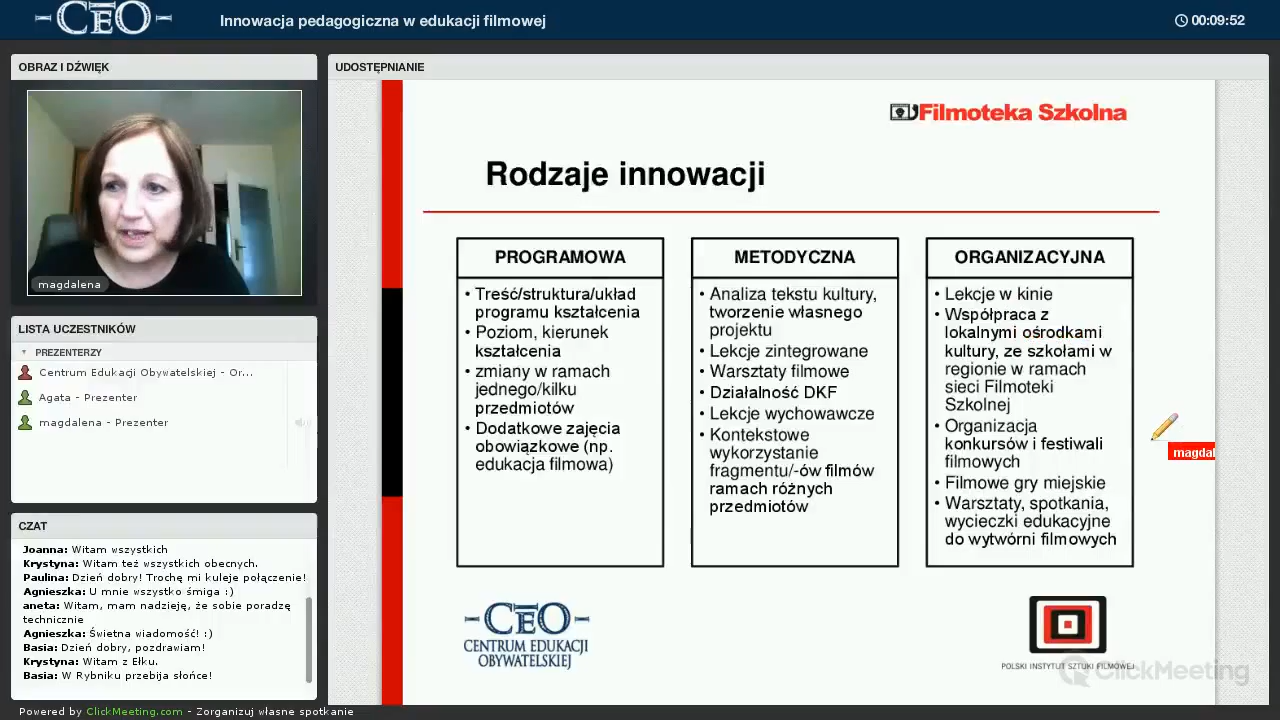 CEO
Innowacja pedagogiczna w edukacji filmowej
00:09:52
OBRAZ I DŹWIĘK
magdalena
LISTA UCZESTNIKÓW
PREZENTERZY
Centrum Edukagi Obywatelskiej - Or...
Agata - Prezenter
magdalena - Prezenter
CZAT
Joanna: Witam wszystkich
Krystyna: Witam też wszystkich obecnych.
Paulina: Dzień dobry! Trochę mi kuleje połączenie!
Agnieszka: U mnie wszystko śmiga :)
aneta: Witam, mam nadzieję, że sobie poradzę
technicznie
Agnieszka: Świetna wiadomość! :)
Basia: Dzień dobry, pozdrawiam!
Krystyna: Witam z Ełku.
Basia: W Rybniku przebija słońce!
UDOSTĘPNIANIE
Filmoteka Szkolna
Rodzaje innowacji
PROGRAMOWA
• Treść/struktura/układ
programu kształcenia
• Poziom, kierunek
kształcenia
• zmiany w ramach
jednego/kilku
przedmiotów
• Dodatkowe zajęcia
obowiązkowe (np.
edukacja filmowa)
METODYCZNA
• Analiza tekstu kultury,
tworzenie własnego
projektu
• Lekcje zintegrowane
• Warsztaty filmowe
• Działalność DKF
• Lekcje wychowawcze
• Kontekstowe
wykorzystanie
fragmentu/-ów filmów
ramach różnych
przedmiotów
ORGANIZACYJNA
• Lekcje w kinie
• Współpraca z
lokalnymi ośrodkami
kultury, ze szkołami w
regionie w ramach
sieci Filmoteki
Szkolnej
• Organizacja
konkursów i festiwali
filmowych
• Filmowe gry miejskie
• Warsztaty, spotkania,
wycieczki edukacyjne
do wytwórni filmowych
magdal
CEO
CENTRUM EDUKACJI
OBYWATELSKIEJ
POLSKI INSTYTUT SZTUKI FILMOWEJ
ClickMeeting
Powered by ClickMeeting.com - Zorganizuj własne spotkanie